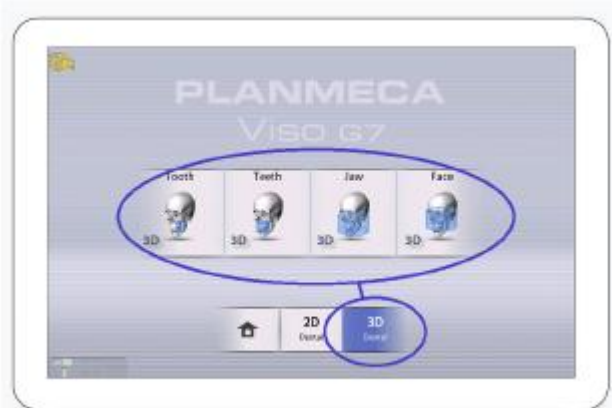 PLANMECA
VISO G7
Tooth Teeth Jaw Face
3D 3D 3D 3D
2D 3D
Dental Dental